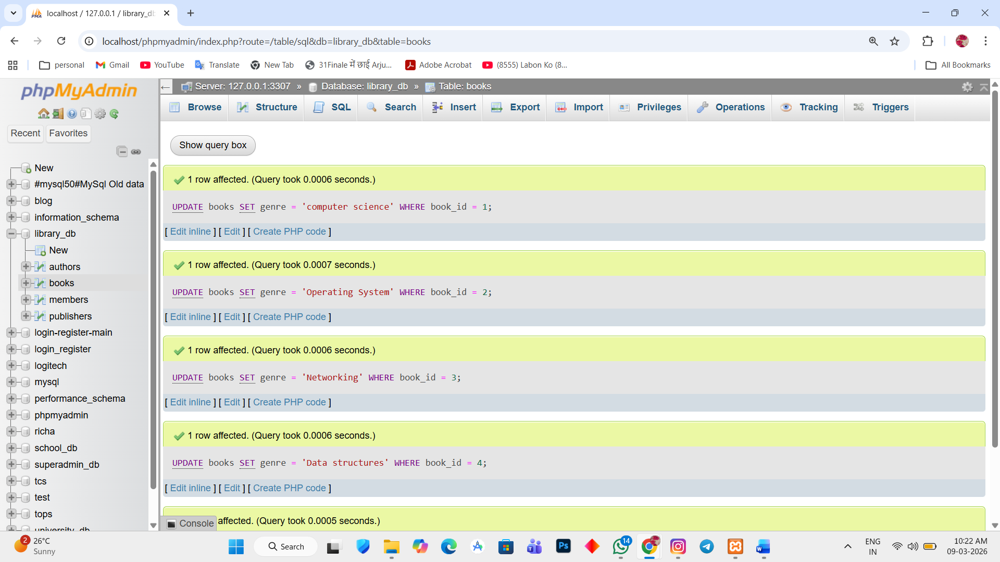 localhost / 127.0.0.1 / library_db
localhost/phpmyadmin/index.php?route=/table/sql&db=library_db&table=books
personal Gmail YouTube Translate New Tab 31Finale में छाई Arju... Adobe Acrobat (8555) Labon Ko (8... All Bookmarks
phpMyAdmin
Recent Favorites
New
#mysql50#MySql Old data
blog
information_schema
library_db
New
authors
books
members
publishers
login-register-main
login_register
logitech
mysql
performance_schema
phpmyadmin
richa
school_db
superadmin_db
tcs
test
tops
university_db
Server: 127.0.0.1:3307 » Database: library_db » Table: books
Browse Structure SQL Search Insert Export Import Privileges Operations Tracking Triggers
Show query box
1 row affected. (Query took 0.0006 seconds.)
UPDATE books SET genre = 'computer science' WHERE book_id = 1;
[ Edit inline ] [ Edit ] [ Create PHP code ]
1 row affected. (Query took 0.0007 seconds.)
UPDATE books SET genre = 'Operating System' WHERE book_id = 2;
[ Edit inline ] [ Edit ] [ Create PHP code ]
1 row affected. (Query took 0.0006 seconds.)
UPDATE books SET genre = 'Networking' WHERE book_id = 3;
[ Edit inline ] [ Edit ] [ Create PHP code ]
1 row affected. (Query took 0.0006 seconds.)
UPDATE books SET genre = 'Data structures' WHERE book_id = 4;
[ Edit inline ] [ Edit ] [ Create PHP code ]
affected. (Query took 0.0005 seconds.)
Console
2
26°C
Sunny
Search
Ps
14
ENG
IN
10:22 AM
09-03-2026